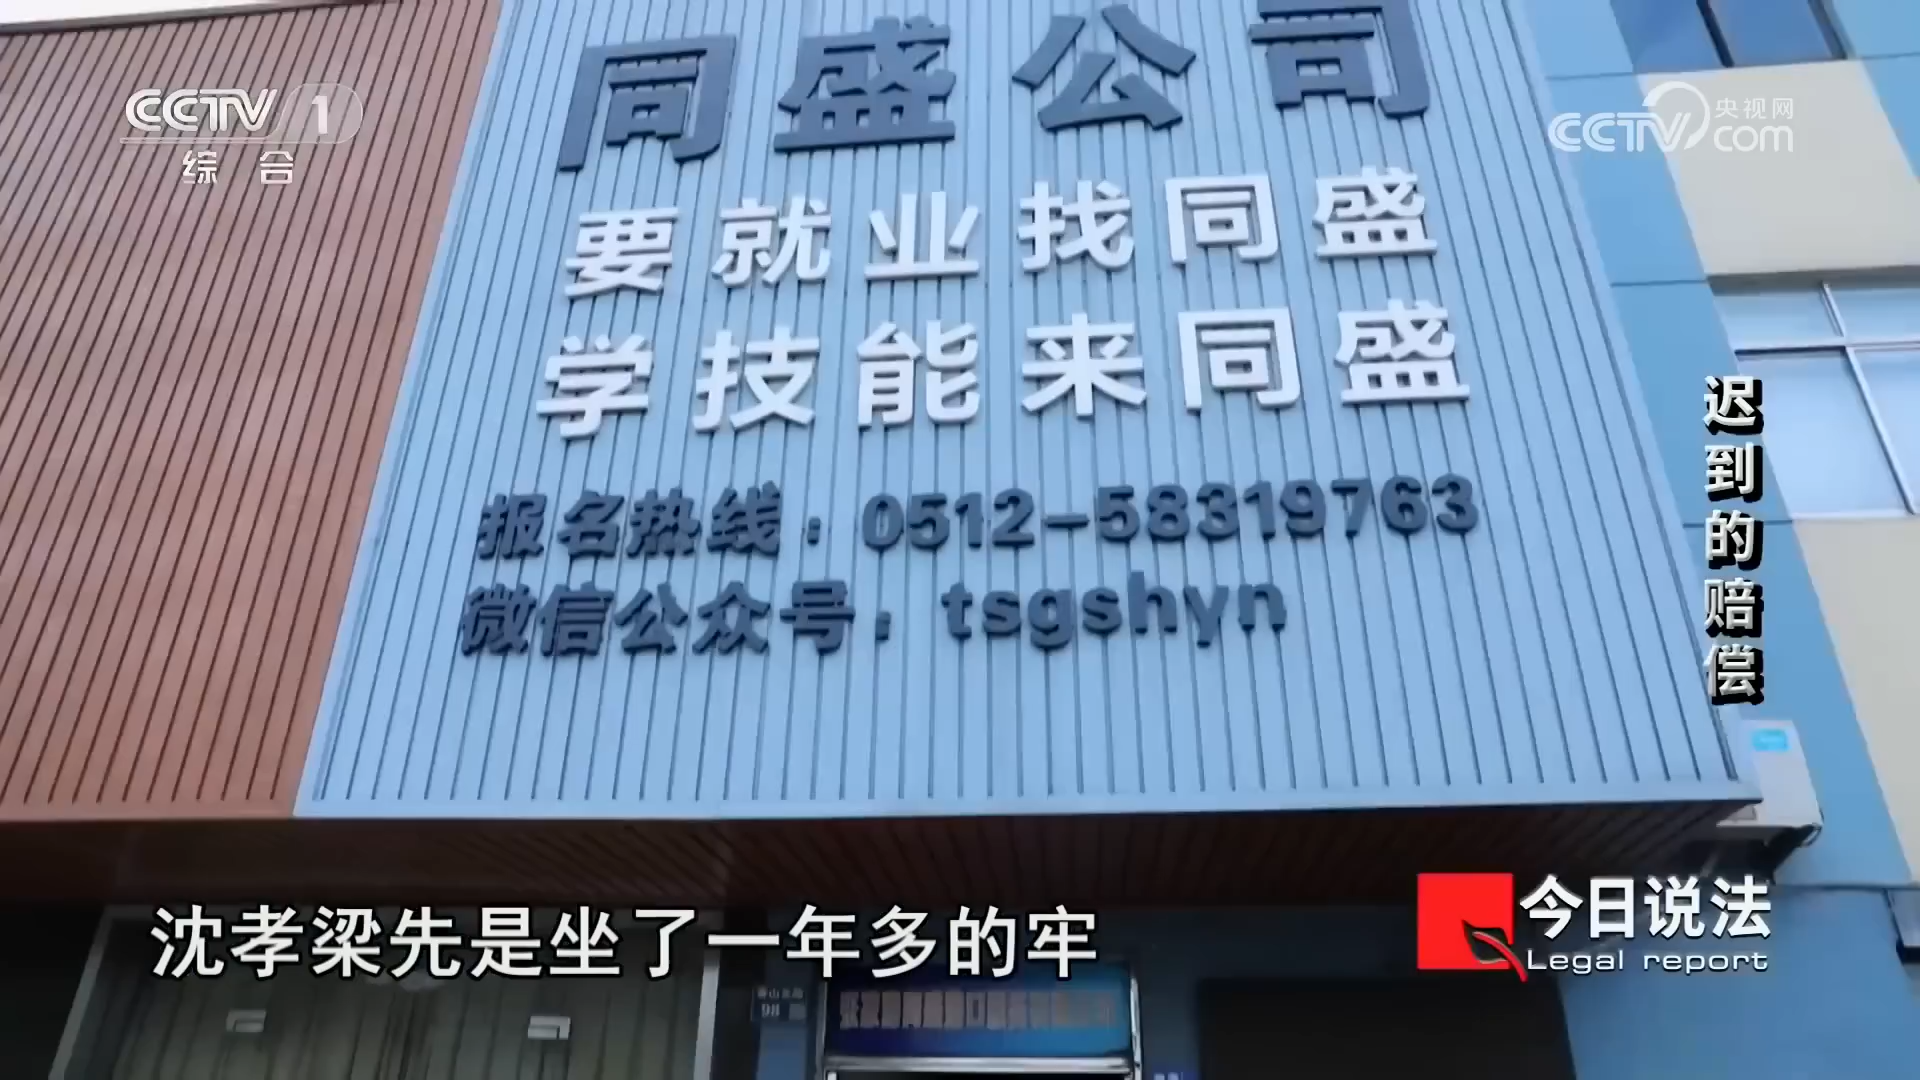 CCTV 1
综合
央视网
CCTV com
同盛公司
要就业找同盛
学技能来同盛
报名热线：0512-58319763
微信公众号：tsgshyn
迟到的赔偿
今日说法
Legal report
沈孝梁先是坐了一年多的牢
98